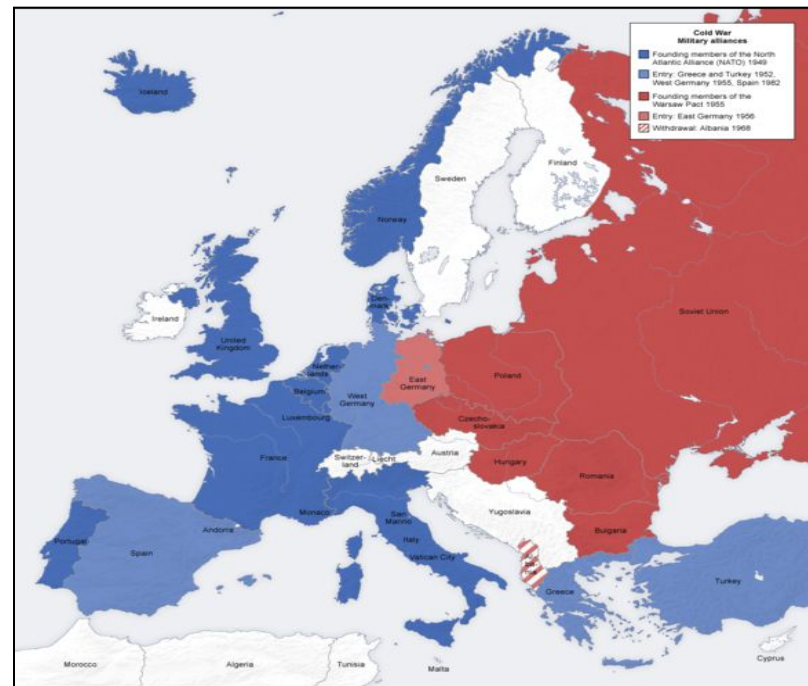 Cold War
Military alliances
Founding members of the North
Atlantic Alliance (NATO) 1949
Entry: Greece and Turkey 1952,
West Germany 1955, Spain 1982
Founding members of the
Warsaw Pact 1955
Entry: East Germany 1956
Withdrawal: Albania 1968
Iceland
Finland
Sweden
Norway
Soviet Union
Den-
mark
Ireland
United
Kingdom
Nether-
lands
Poland
East
Germany
Belgium
West
Germany
Luxembourg
Czecho-
slovakia
France
Switzer-
land
Liecht
Austria
Hungary
Romania
Yugoslavia
Monaco
San
Marino
Andorra
Italy
Bulgaria
Portugal
Spain
Vatican City
Greece
Turkey
Morocco
Algeria
Tunisia
Malta
Cyprus